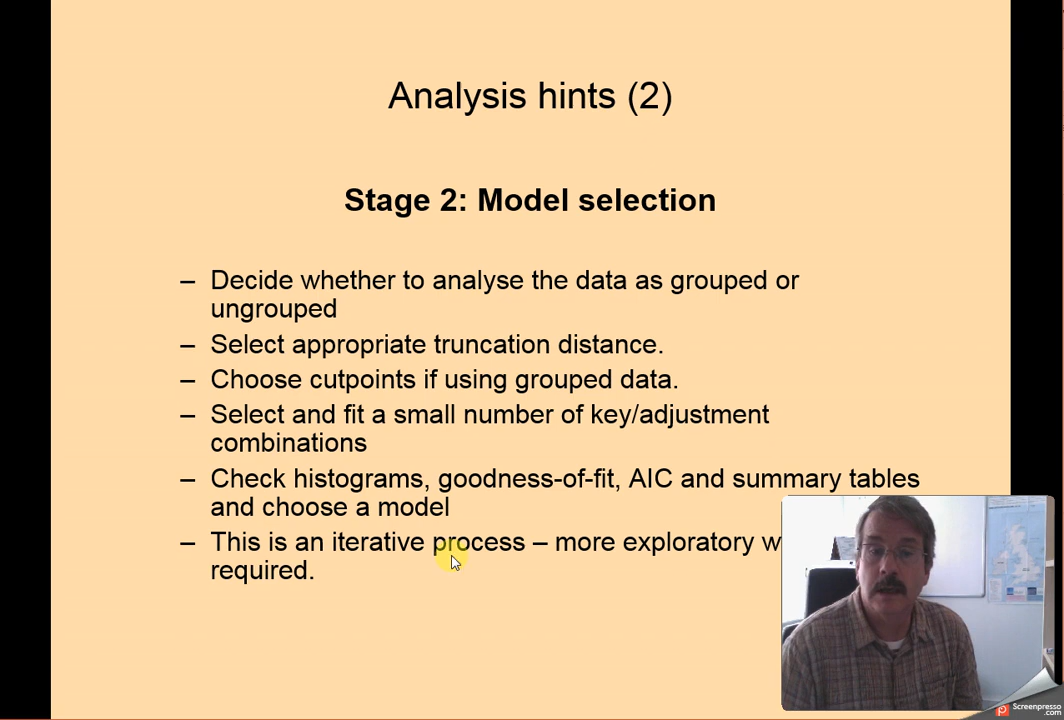 Analysis hints (2)
Stage 2: Model selection
– Decide whether to analyse the data as grouped or
ungrouped
– Select appropriate truncation distance.
– Choose cutpoints if using grouped data.
– Select and fit a small number of key/adjustment
combinations
– Check histograms, goodness-of-fit, AIC and summary tables
and choose a model
– This is an iterative process – more exploratory
required.
Screenpresso
.com